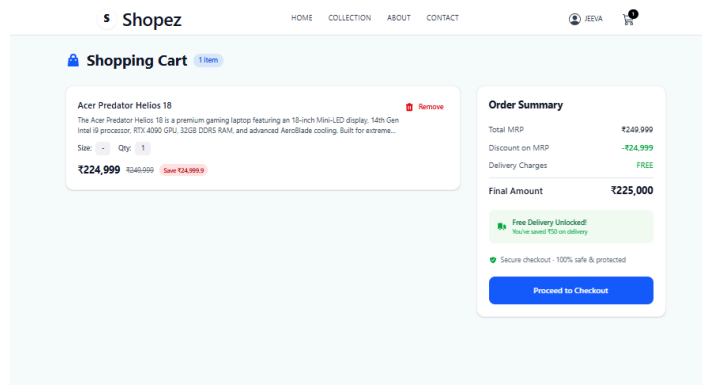 S Shopez
HOME COLLECTION ABOUT CONTACT
JEEVA
1
Shopping Cart 1 item
Acer Predator Helios 18
Remove
The Acer Predator Helios 18 is a premium gaming laptop featuring an 18-inch Mini-LED display, 14th Gen
Intel i9 processor, RTX 4090 GPU, 32GB DDR5 RAM, and advanced AeroBlade cooling. Built for extreme...
Size: - Qty: 1
₹224,999 ₹249,999 Save ₹24,999.9
Order Summary
Total MRP ₹249,999
Discount on MRP -₹24,999
Delivery Charges FREE
Final Amount ₹225,000
Free Delivery Unlocked!
You've saved ₹50 on delivery
Secure checkout · 100% safe & protected
Proceed to Checkout